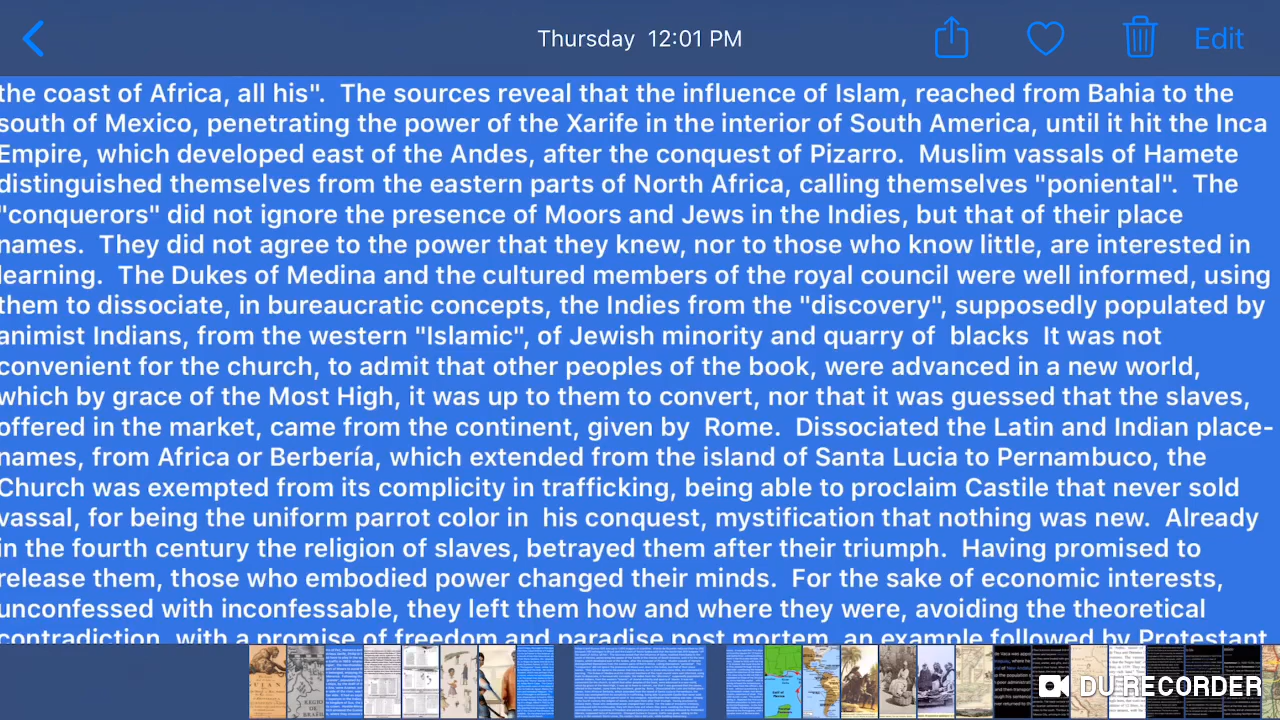 Thursday 12:01 PM
Edit
the coast of Africa, all his". The sources reveal that the influence of Islam, reached from Bahia to the
south of Mexico, penetrating the power of the Xarife in the interior of South America, until it hit the Inca
Empire, which developed east of the Andes, after the conquest of Pizarro. Muslim vassals of Hamete
distinguished themselves from the eastern parts of North Africa, calling themselves "poniental". The
"conquerors" did not ignore the presence of Moors and Jews in the Indies, but that of their place
names. They did not agree to the power that they knew, nor to those who know little, are interested in
learning. The Dukes of Medina and the cultured members of the royal council were well informed, using
them to dissociate, in bureaucratic concepts, the Indies from the "discovery", supposedly populated by
animist Indians, from the western "Islamic", of Jewish minority and quarry of blacks It was not
convenient for the church, to admit that other peoples of the book, were advanced in a new world,
which by grace of the Most High, it was up to them to convert, nor that it was guessed that the slaves,
offered in the market, came from the continent, given by Rome. Dissociated the Latin and Indian place-
names, from Africa or Berbería, which extended from the island of Santa Lucia to Pernambuco, the
Church was exempted from its complicity in trafficking, being able to proclaim Castile that never sold
vassal, for being the uniform parrot color in his conquest, mystification that nothing was new. Already
in the fourth century the religion of slaves, betrayed them after their triumph. Having promised to
release them, those who embodied power changed their minds. For the sake of economic interests,
unconfessed with inconfessable, they left them how and where they were, avoiding the theoretical
contradiction, with a promise of freedom and paradise post mortem, an example followed by Protestant
DU RECORDER